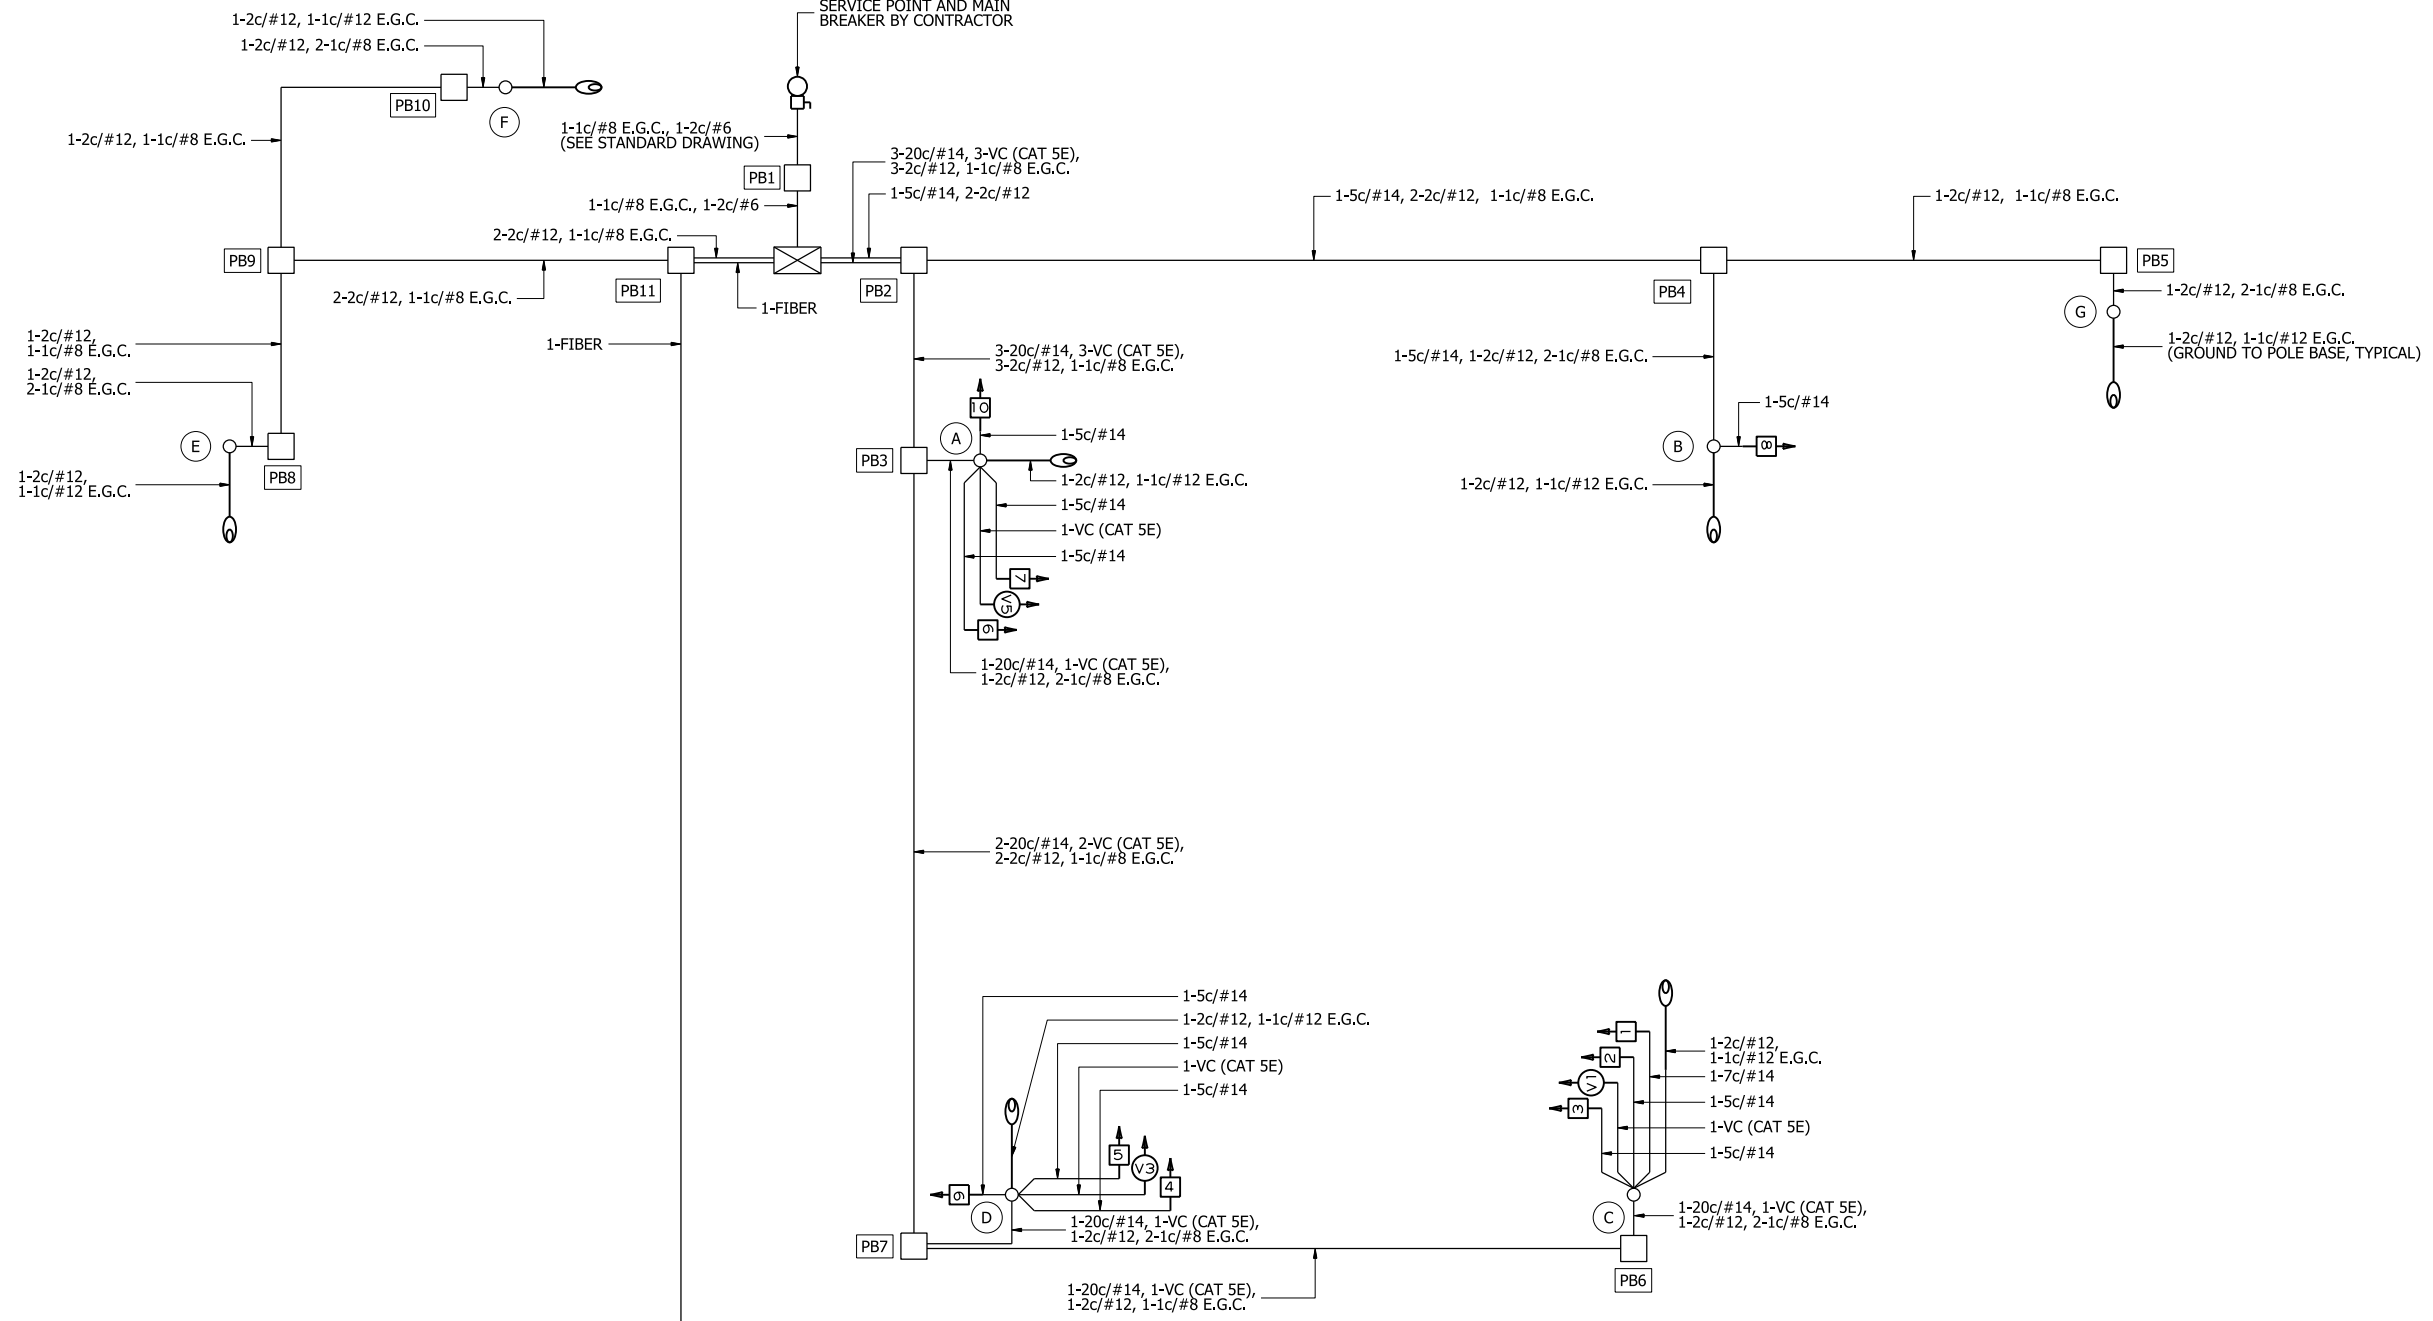 SERVICE POINT AND MAIN
BREAKER BY CONTRACTOR
1-2c/#12, 1-1c/#12 E.G.C.
1-2c/#12, 2-1c/#8 E.G.C.
PB10
F
1-2c/#12, 1-1c/#8 E.G.C.
1-1c/#8 E.G.C., 1-2c/#6
(SEE STANDARD DRAWING)
PB1
1-1c/#8 E.G.C., 1-2c/#6
3-20c/#14, 3-VC (CAT 5E),
3-2c/#12, 1-1c/#8 E.G.C.
1-5c/#14, 2-2c/#12
1-5c/#14, 2-2c/#12, 1-1c/#8 E.G.C.
1-2c/#12, 1-1c/#8 E.G.C.
2-2c/#12, 1-1c/#8 E.G.C.
PB9
PB11
PB2
PB4
PB5
2-2c/#12, 1-1c/#8 E.G.C.
1-FIBER
1-2c/#12, 2-1c/#8 E.G.C.
G
1-2c/#12, 1-1c/#12 E.G.C.
(GROUND TO POLE BASE, TYPICAL)
1-2c/#12,
1-1c/#8 E.G.C.
1-FIBER
3-20c/#14, 3-VC (CAT 5E),
3-2c/#12, 1-1c/#8 E.G.C.
1-5c/#14, 1-2c/#12, 2-1c/#8 E.G.C.
1-2c/#12,
2-1c/#8 E.G.C.
10
1-5c/#14
A
1-5c/#14
E
B
8
PB8
PB3
1-2c/#12,
1-1c/#12 E.G.C.
1-2c/#12, 1-1c/#12 E.G.C.
1-2c/#12, 1-1c/#12 E.G.C.
1-5c/#14
1-VC (CAT 5E)
1-5c/#14
7
V5
6
1-20c/#14, 1-VC (CAT 5E),
1-2c/#12, 2-1c/#8 E.G.C.
2-20c/#14, 2-VC (CAT 5E),
2-2c/#12, 1-1c/#8 E.G.C.
1-5c/#14
1-2c/#12, 1-1c/#12 E.G.C.
1-5c/#14
1-VC (CAT 5E)
1-5c/#14
1
2
V1
3
1-2c/#12,
1-1c/#12 E.G.C.
1-7c/#14
1-5c/#14
1-VC (CAT 5E)
1-5c/#14
5
V3
4
9
D
C
1-20c/#14, 1-VC (CAT 5E),
1-2c/#12, 2-1c/#8 E.G.C.
1-20c/#14, 1-VC (CAT 5E),
1-2c/#12, 2-1c/#8 E.G.C.
PB7
PB6
1-20c/#14, 1-VC (CAT 5E),
1-2c/#12, 1-1c/#8 E.G.C.